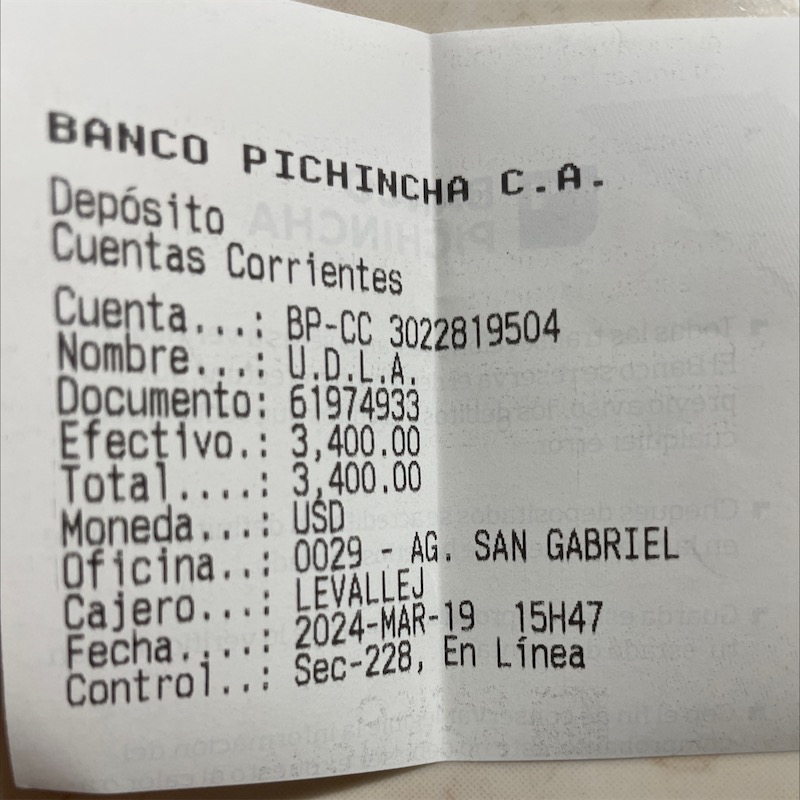 BANCO PICHINCHA C.A.
Depósito
Cuentas Corrientes
Cuenta...: BP-CC 3022819504
Nombre...: U.D.L.A.
Documento: 61974933
Efectivo.: 3,400.00
Total....: 3,400.00
Moneda...: USD
Oficina..: 0029 - AG. SAN GABRIEL
Cajero...: LEVALLEJ
Fecha....: 2024-MAR-19 15H47
Control..: Sec-228, En Línea